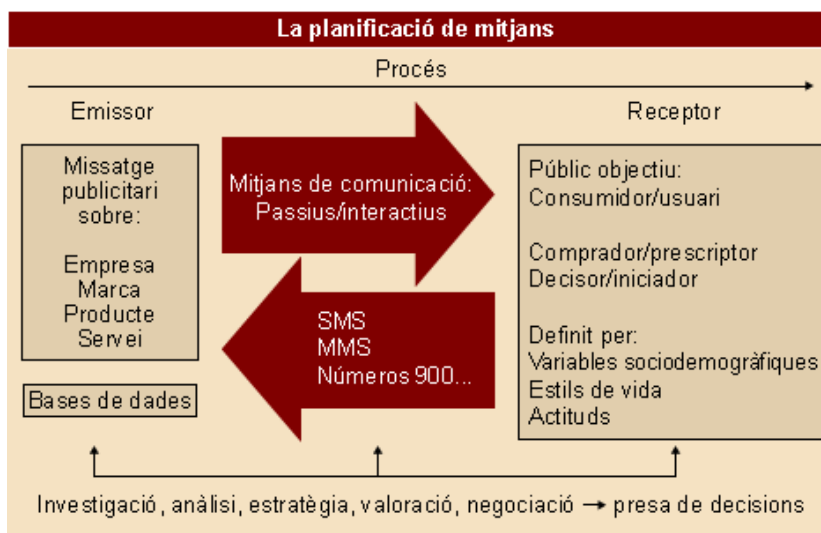 La planificació de mitjans
Procés
Emissor
Receptor
Missatge
publicitari
sobre:
Empresa
Marca
Producte
Servei
Bases de dades
Mitjans de comunicació:
Passius/interactius
SMS
MMS
Números 900...
Públic objectiu:
Consumidor/usuari
Comprador/prescriptor
Decisor/iniciador
Definit per:
Variables sociodemogràfiques
Estils de vida
Actituds
Investigació, anàlisi, estratègia, valoració, negociació → presa de decisions